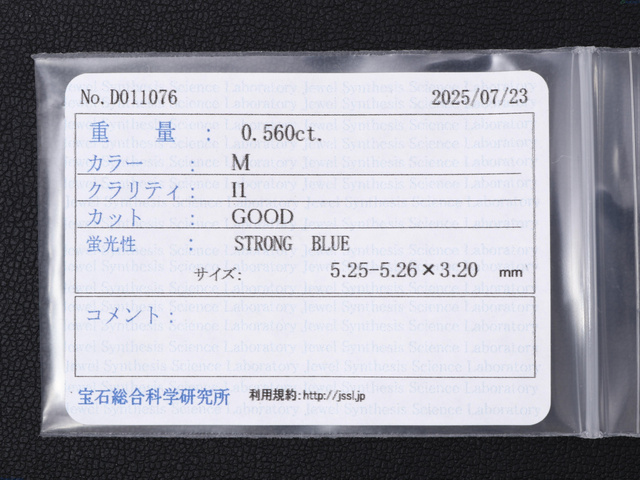 No.D011076 2025/07/23
重 量 : 0.560ct.
カラー : M
クラリティ: I1
カット : GOOD
蛍光性 : STRONG BLUE
サイズ: 5.25-5.26×3.20 mm
コメント:
宝石総合科学研究所 利用規約:http://jssl.jp